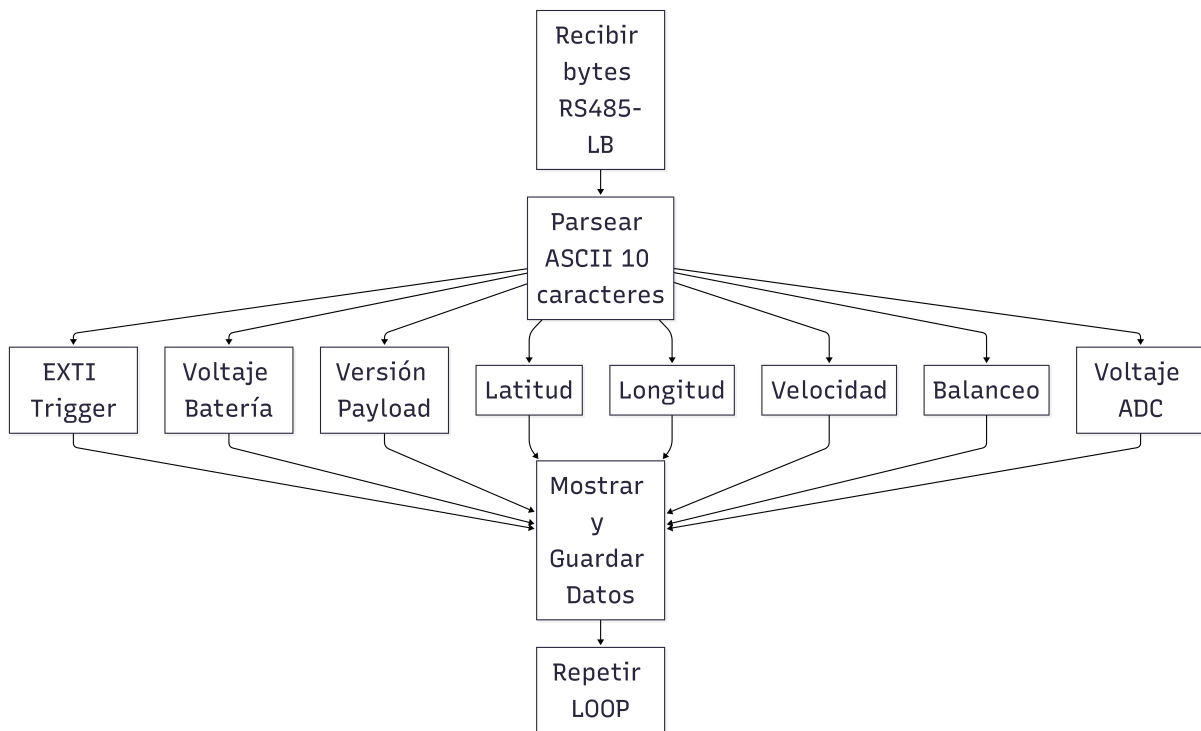 Recibir
bytes
RS485-
LB
Parsear
ASCII 10
caracteres
EXTI
Trigger
Voltaje
Batería
Versión
Payload
Latitud
Longitud
Velocidad
Balanceo
Voltaje
ADC
Mostrar
y
Guardar
Datos
Repetir
LOOP